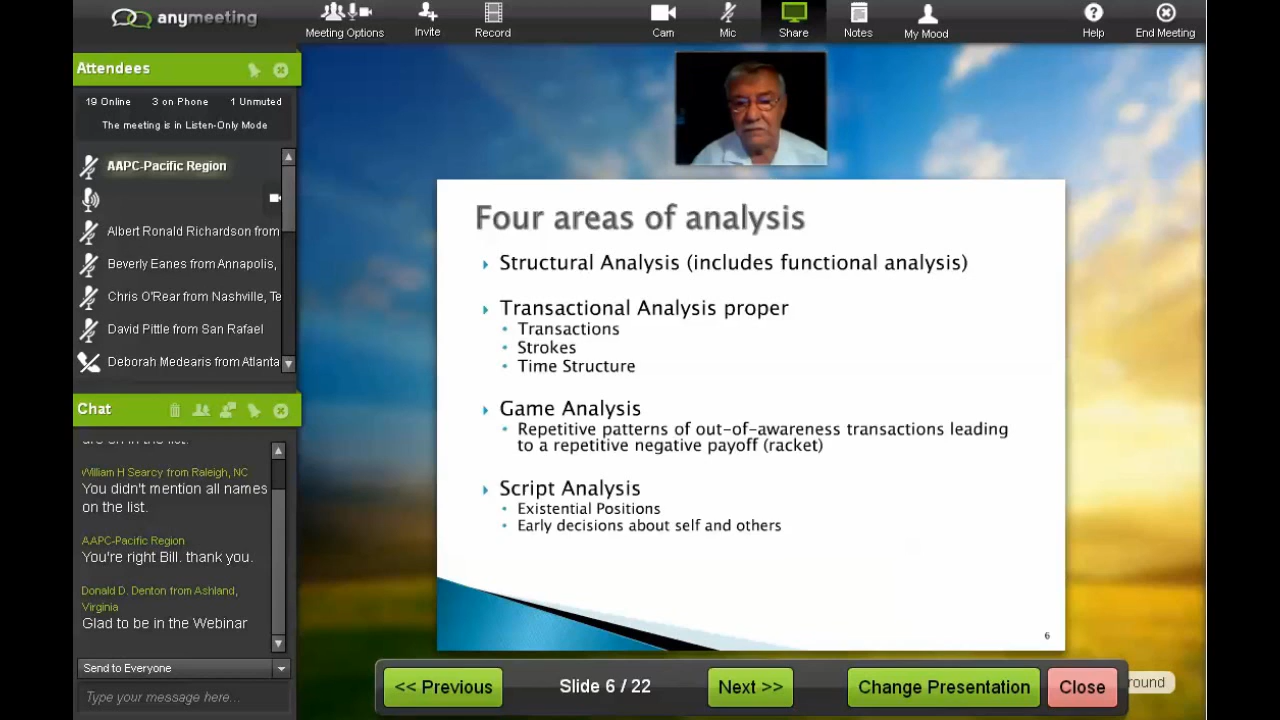 anymeeting
Meeting Options
Invite
Record
Cam
Mic
Share
Notes
My Mood
Help
End Meeting
Attendees
19 Online 3 on Phone 1 Unmuted
The meeting is in Listen-Only Mode
AAPC-Pacific Region
Albert Ronald Richardson from
Beverly Eanes from Annapolis,
Chris O'Rear from Nashville, Te
David Pittle from San Rafael
Deborah Medearis from Atlanta
Chat
William H Searcy from Raleigh, NC
You didn't mention all names
on the list.
AAPC-Pacific Region
You're right Bill. thank you.
Donald D. Denton from Ashland,
Virginia
Glad to be in the Webinar
Send to Everyone
Type your message here...
Four areas of analysis
Structural Analysis (includes functional analysis)
Transactional Analysis proper
Transactions
Strokes
Time Structure
Game Analysis
Repetitive patterns of out-of-awareness transactions leading
to a repetitive negative payoff (racket)
Script Analysis
Existential Positions
Early decisions about self and others
6
<< Previous
Slide 6 / 22
Next >>
Change Presentation
Close
round